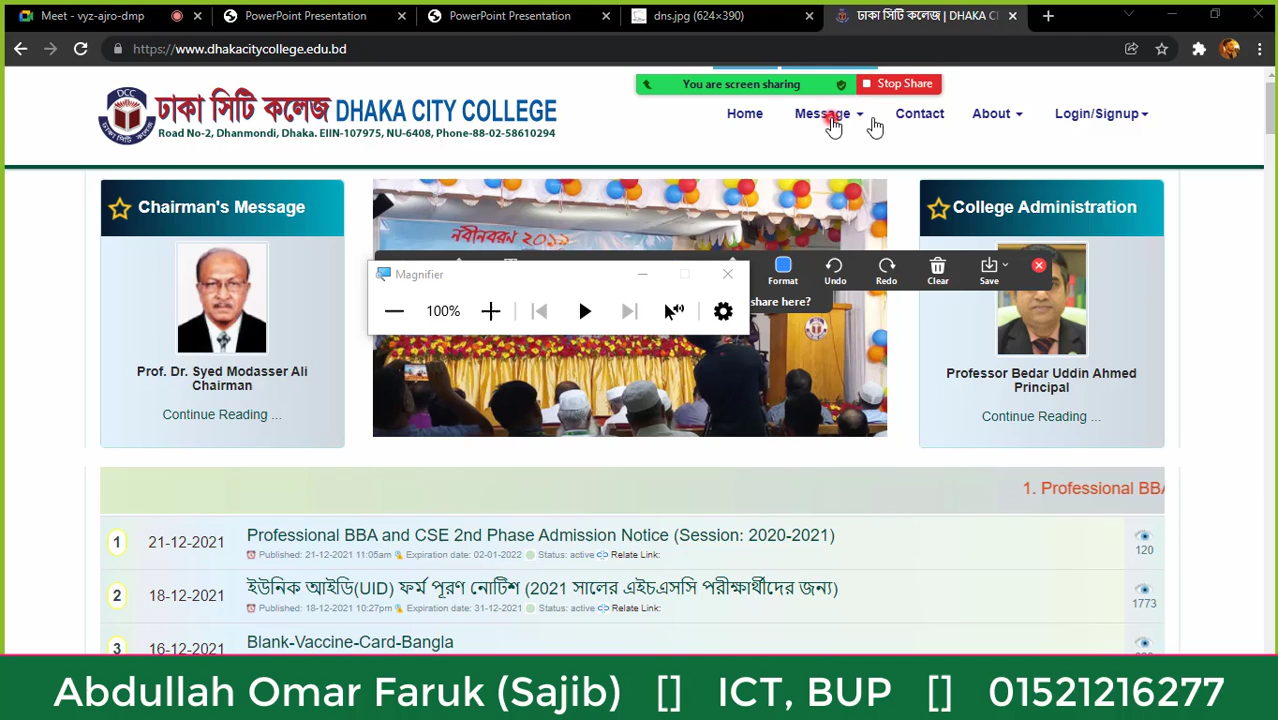 Meet - vyz-ajro-dmp
PowerPoint Presentation
PowerPoint Presentation
dns.jpg (624×390)
ঢাকা সিটি কলেজ | DHAKA CI
https://www.dhakacitycollege.edu.bd
You are screen sharing
Stop Share
DCC
ঢাকা সিটি কলেজ DHAKA CITY COLLEGE
Road No-2, Dhanmondi, Dhaka. EIIN-107975, NU-6408, Phone-88-02-58610294
Home
Message
Contact
About
Login/Signup
Chairman's Message
Prof. Dr. Syed Modasser Ali
Chairman
Continue Reading ...
নবীনবরণ ২০১৯
College Administration
Professor Bedar Uddin Ahmed
Principal
Continue Reading ...
Magnifier
100%
Format
Undo
Redo
Clear
Save
share here?
1. Professional BBA
1
21-12-2021
Professional BBA and CSE 2nd Phase Admission Notice (Session: 2020-2021)
Published: 21-12-2021 11:05am Expiration date: 02-01-2022 Status: active Relate Link:
120
2
18-12-2021
ইউনিক আইডি(UID) ফর্ম পূরণ নোটিশ (2021 সালের এইচএসসি পরীক্ষার্থীদের জন্য)
Published: 18-12-2021 10:27pm Expiration date: 31-12-2021 Status: active Relate Link:
1773
3
16-12-2021
Blank-Vaccine-Card-Bangla
Abdullah Omar Faruk (Sajib) [] ICT, BUP [] 01521216277